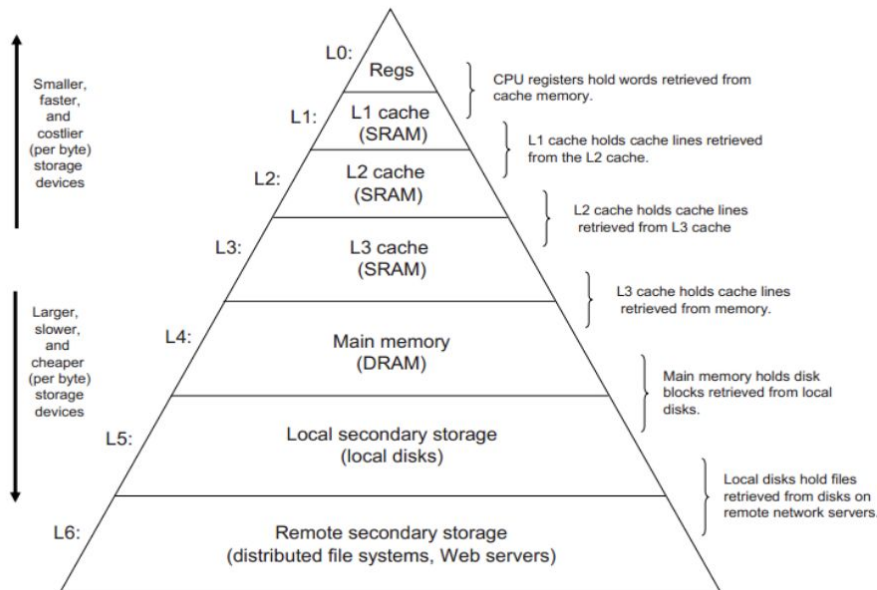 L0:
Regs
CPU registers hold words retrieved from
cache memory.
Smaller,
faster,
and
costlier
(per byte)
storage
devices
L1:
L1 cache
(SRAM)
L1 cache holds cache lines retrieved
from the L2 cache.
L2:
L2 cache
(SRAM)
L2 cache holds cache lines
retrieved from L3 cache
L3:
L3 cache
(SRAM)
L3 cache holds cache lines
retrieved from memory.
Larger,
slower,
and
cheaper
(per byte)
storage
devices
L4:
Main memory
(DRAM)
Main memory holds disk
blocks retrieved from local
disks.
L5:
Local secondary storage
(local disks)
Local disks hold files
retrieved from disks on
remote network servers.
L6:
Remote secondary storage
(distributed file systems, Web servers)